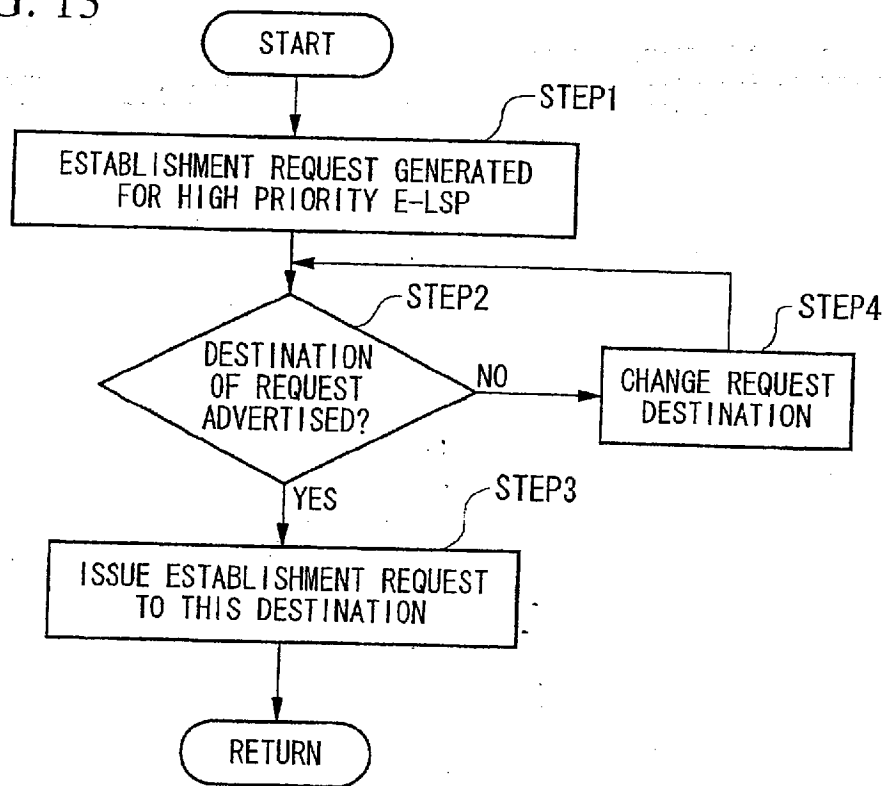 G. 15
START
STEP1
ESTABLISHMENT REQUEST GENERATED
FOR HIGH PRIORITY E-LSP
STEP2
DESTINATION
OF REQUEST
ADVERTISED?
NO
STEP4
CHANGE REQUEST
DESTINATION
YES
STEP3
ISSUE ESTABLISHMENT REQUEST
TO THIS DESTINATION
RETURN